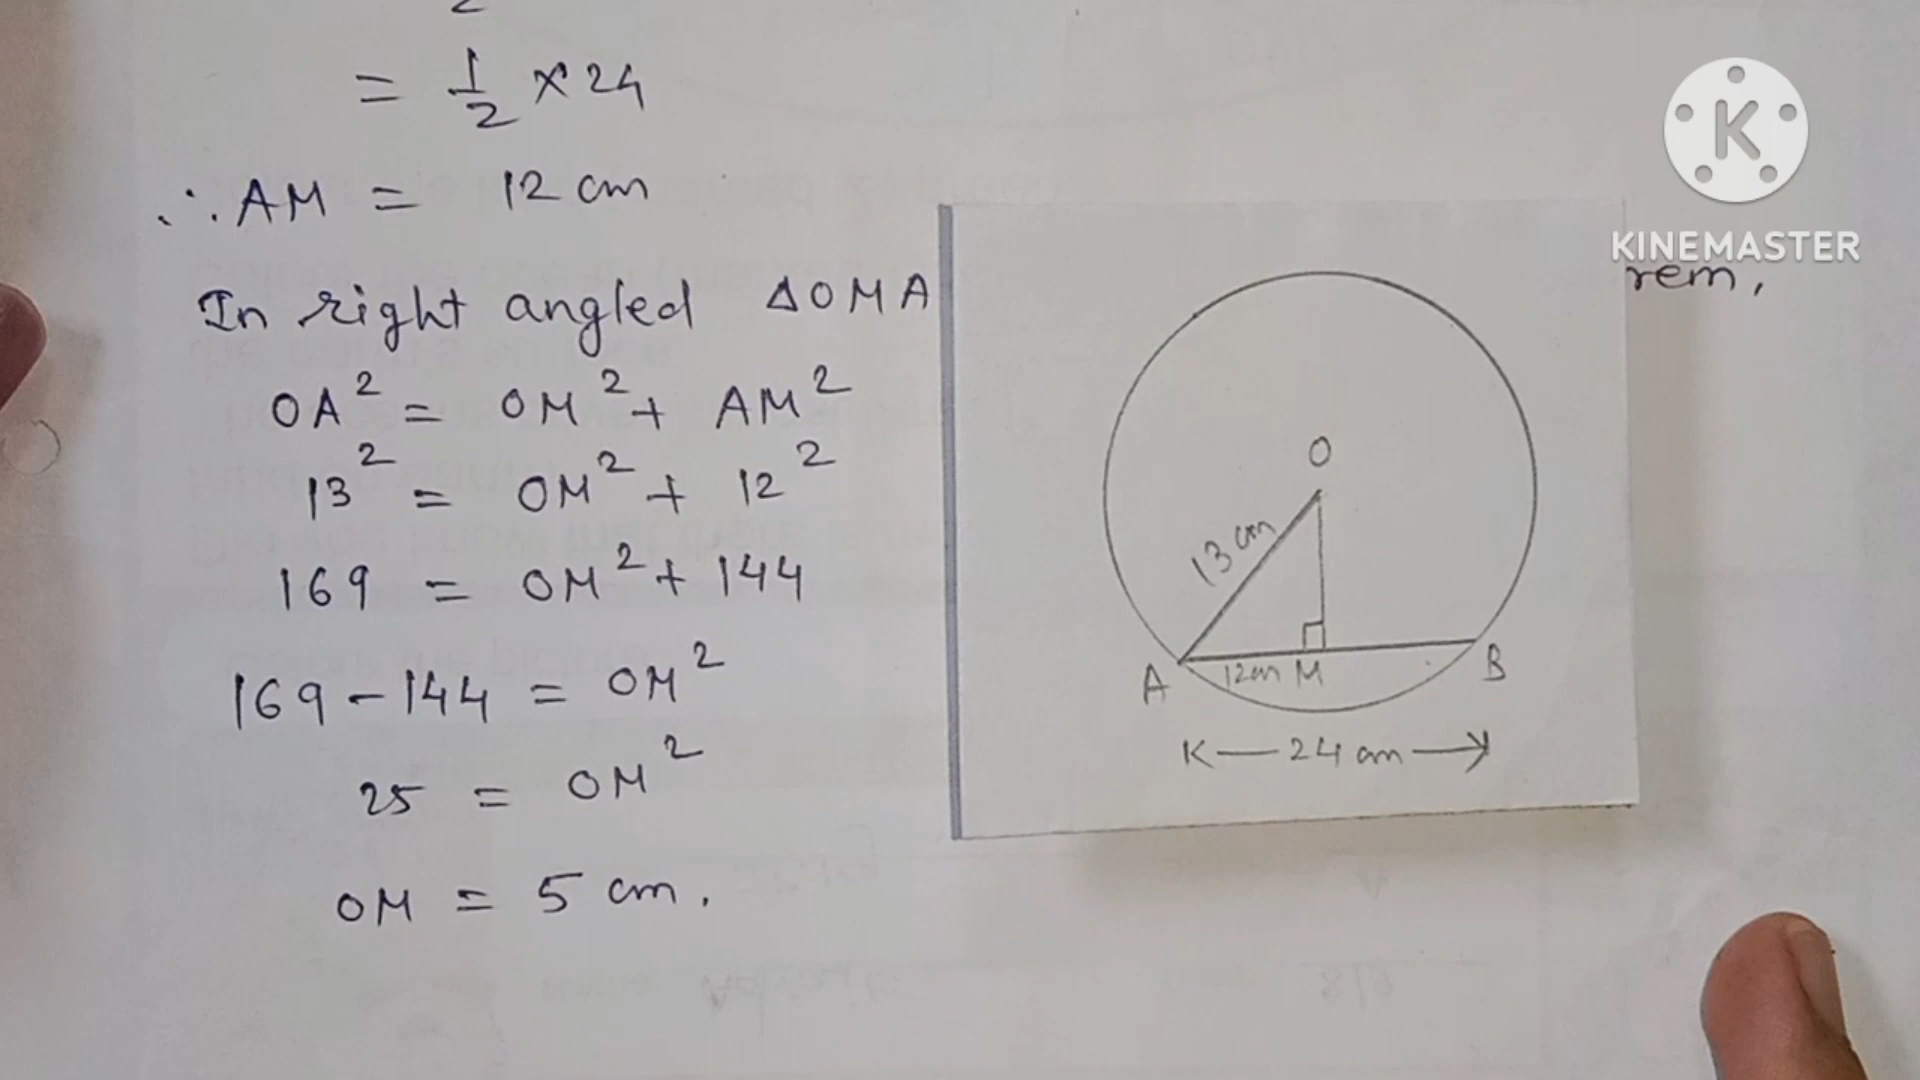 = 1/2 × 24
∴ AM = 12 cm
In right angled △OMA
rem,
OA² = OM² + AM²
13² = OM² + 12²
169 = OM² + 144
169 - 144 = OM²
25 = OM²
OM = 5 cm.
O
13 cm
A 12cm M B
24 cm
K
KINEMASTER